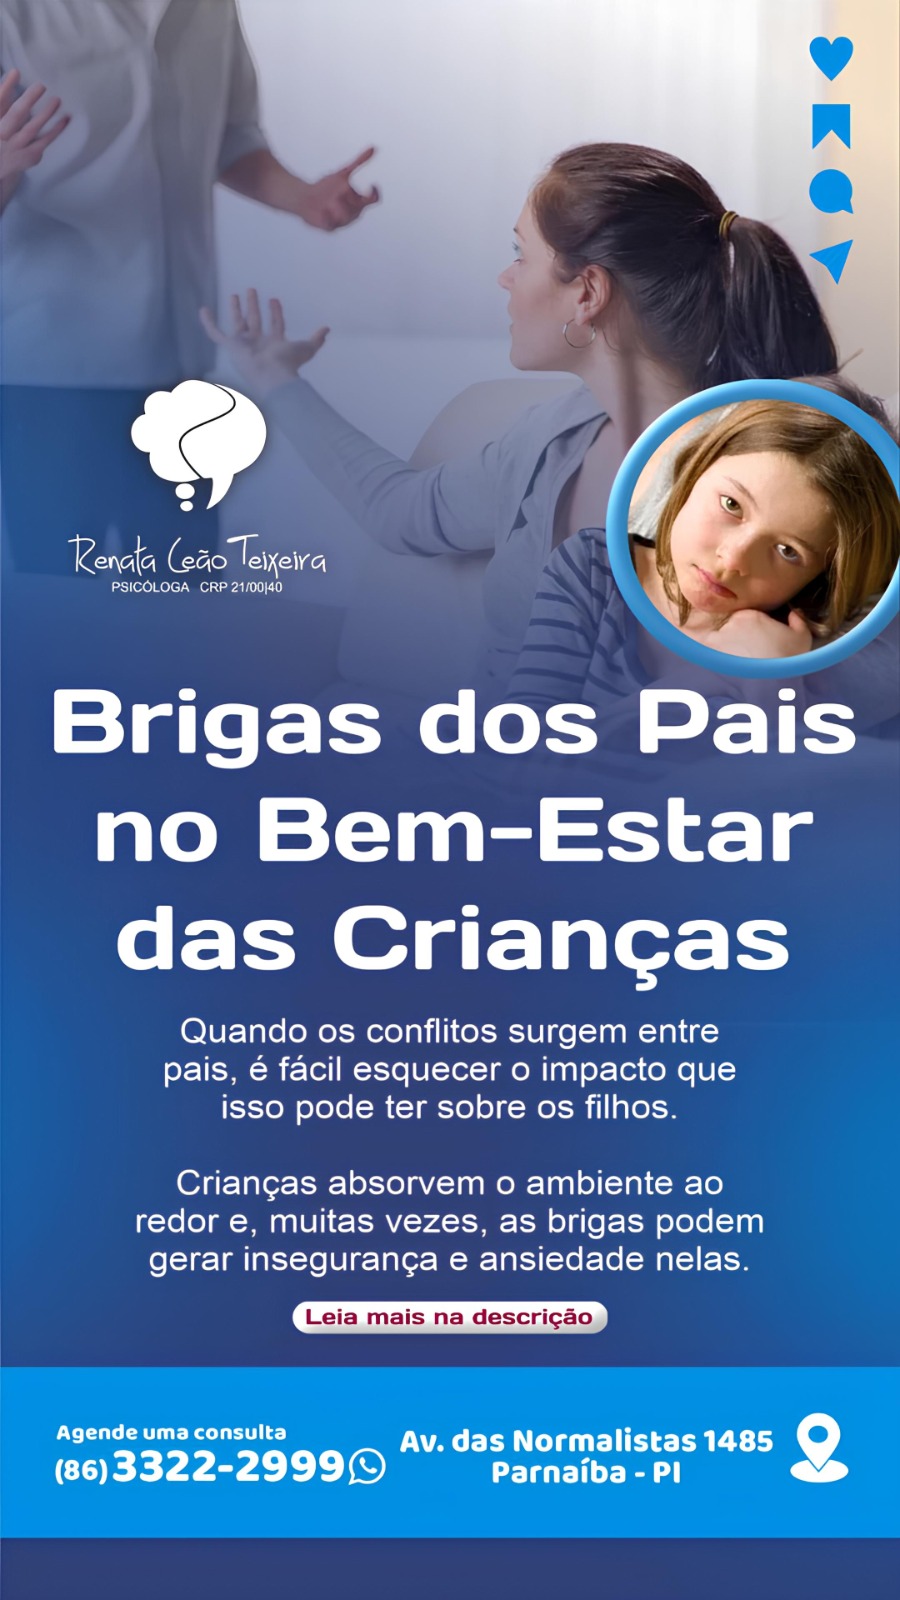 Renata Leão Teixeira
PSICÓLOGA CRP 21/00|40
Brigas dos Pais
no Bem-Estar
das Crianças
Quando os conflitos surgem entre
pais, é fácil esquecer o impacto que
isso pode ter sobre os filhos.
Crianças absorvem o ambiente ao
redor e, muitas vezes, as brigas podem
gerar insegurança e ansiedade nelas.
Leia mais na descrição
Agende uma consulta
(86) 3322-2999
Av. das Normalistas 1485
Parnaíba - PI